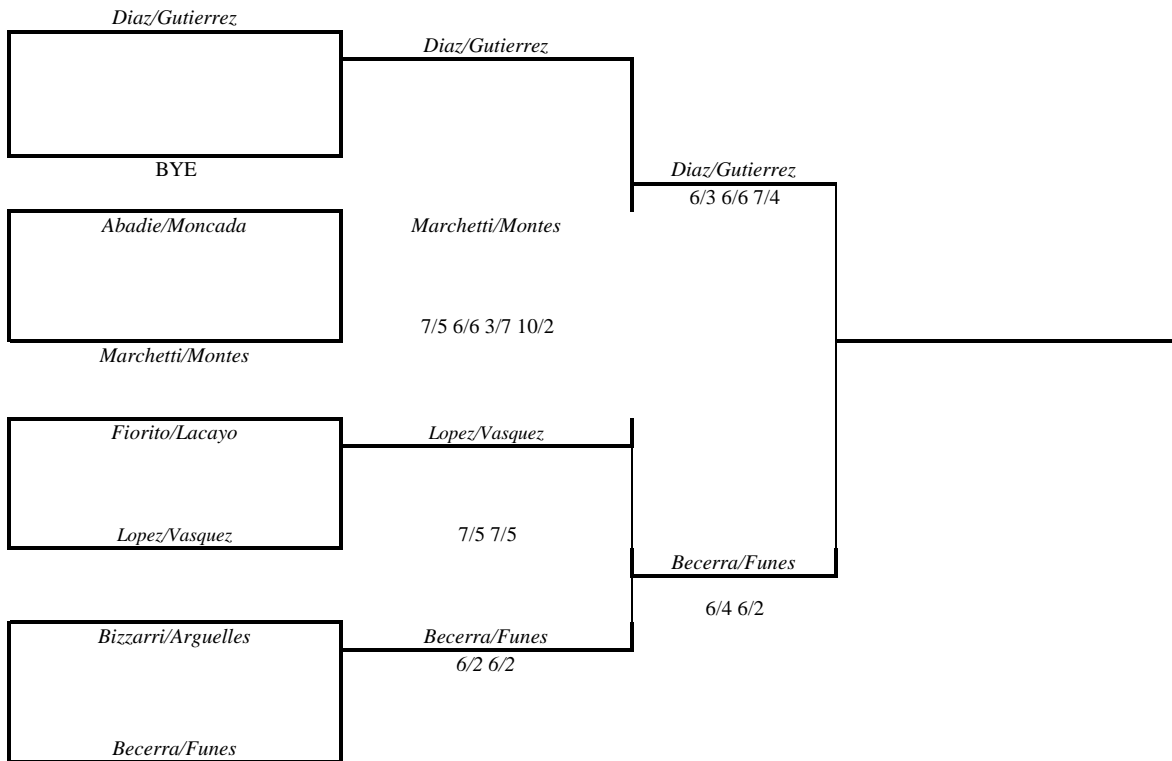 Diaz/Gutierrez
Diaz/Gutierrez
BYE
Diaz/Gutierrez
6/3 6/6 7/4
Abadie/Moncada
Marchetti/Montes
7/5 6/6 3/7 10/2
Marchetti/Montes
Fiorito/Lacayo
Lopez/Vasquez
Lopez/Vasquez
7/5 7/5
Becerra/Funes
6/4 6/2
Bizzarri/Arguelles
Becerra/Funes
6/2 6/2
Becerra/Funes